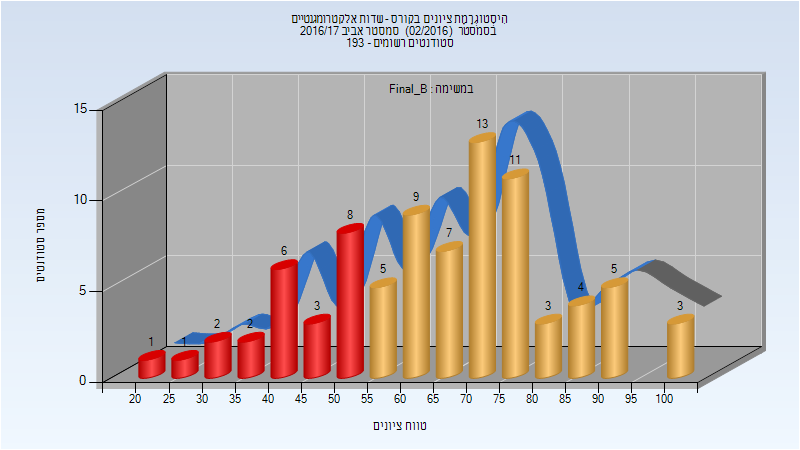 היסטוגרמת ציונים בקורס - שדות אלקטרומגנטיים
בסמסטר (02/2016) סמסטר אביב 2016/17
סטודנטים רשומים - 193
במשימה : Final_B
מספר סטודנטים
15
10
5
0
1
1
2
2
6
3
8
5
9
7
13
11
3
4
5
3
20 25 30 35 40 45 50 55 60 65 70 75 80 85 90 95 100
טווח ציונים